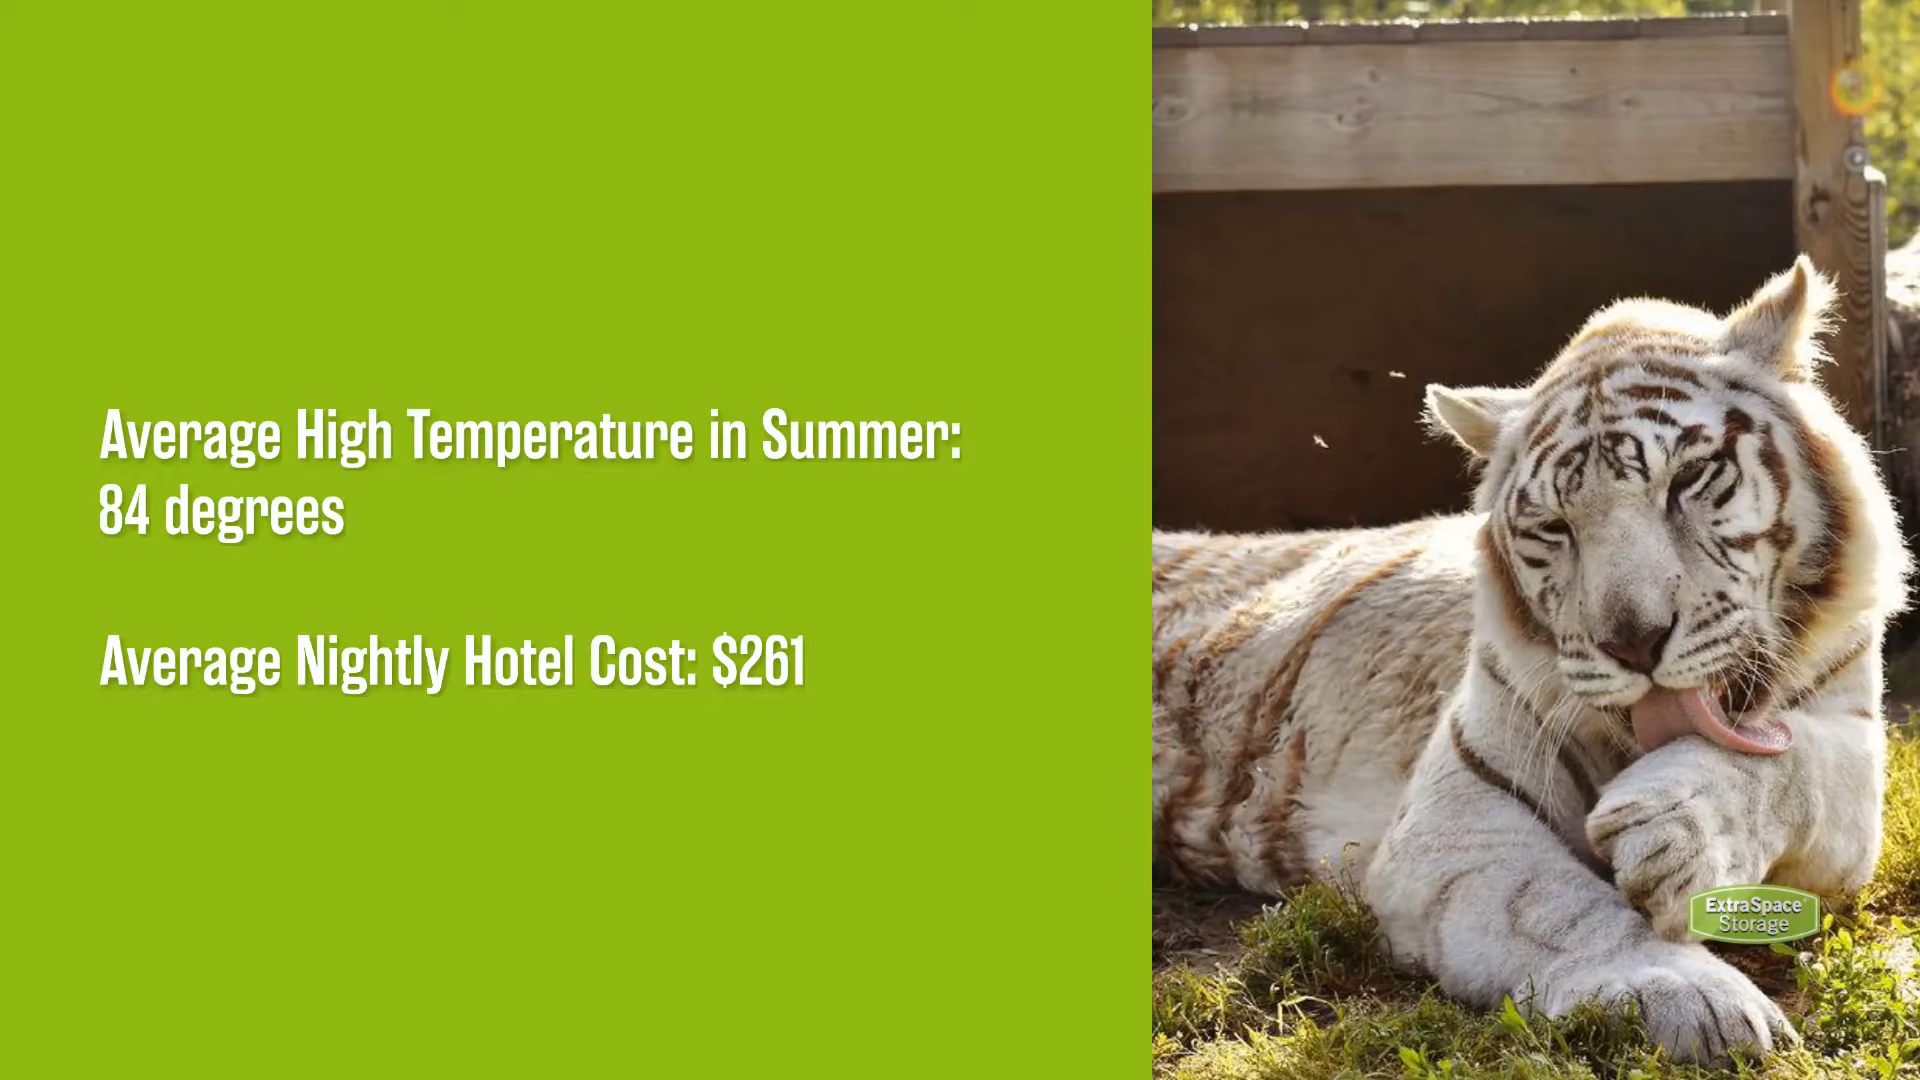 Average High Temperature in Summer:
84 degrees
Average Nightly Hotel Cost: $261
ExtraSpace
Storage